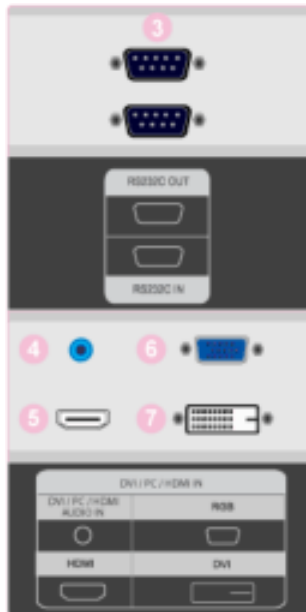 3
RS232C OUT
RS232C IN
4
6
5
7
DVI / PC / HDMI IN
DVI / PC / HDMI
AUDIO IN
RGB
HDMI
DVI